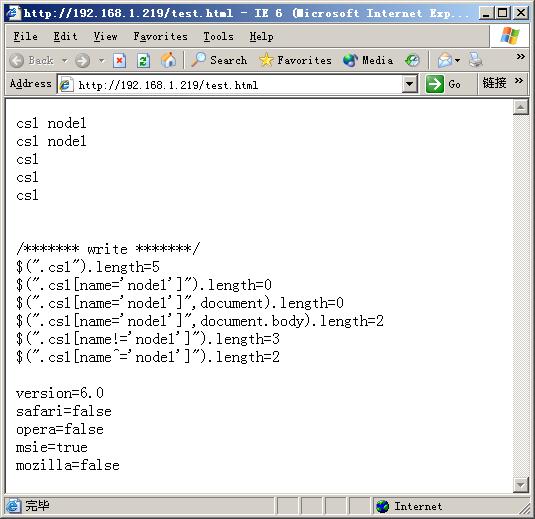 http://192.168.1.219/test.html - IE 6 (Microsoft Internet Exp...
File Edit View Favorites Tools Help
Back Search Favorites Media
Address http://192.168.1.219/test.html Go 链接
cs1 node1
cs1 node1
cs1
cs1
cs1
/******* write *******/
$(".cs1").length=5
$(".cs1[name='node1']").length=0
$(".cs1[name='node1']",document).length=0
$(".cs1[name='node1']",document.body).length=2
$(".cs1[name!='node1']").length=3
$(".cs1[name^='node1']").length=2
version=6.0
safari=false
opera=false
msie=true
mozilla=false
完毕 Internet